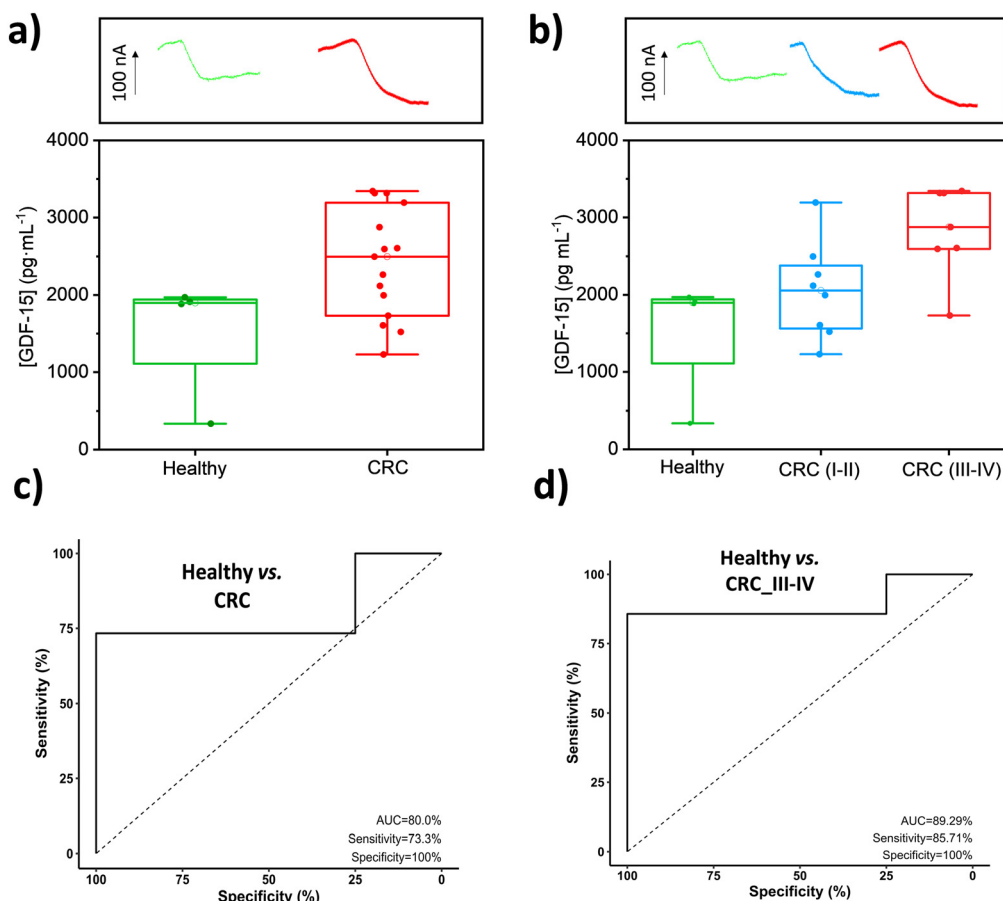 a)
100 nA
[GDF-15] (pg·mL⁻¹)
4000
3000
2000
1000
0
Healthy
CRC
b)
100 nA
[GDF-15] (pg mL⁻¹)
4000
3000
2000
1000
0
Healthy
CRC (I-II)
CRC (III-IV)
c)
Healthy vs.
CRC
Sensitivity (%)
100
75
50
25
0
AUC=80.0%
Sensitivity=73.3%
Specificity=100%
100
75
50
25
0
Specificity (%)
d)
Healthy vs.
CRC_III-IV
Sensitivity (%)
100
75
50
25
0
AUC=89.29%
Sensitivity=85.71%
Specificity=100%
100
75
50
25
0
Specificity (%)